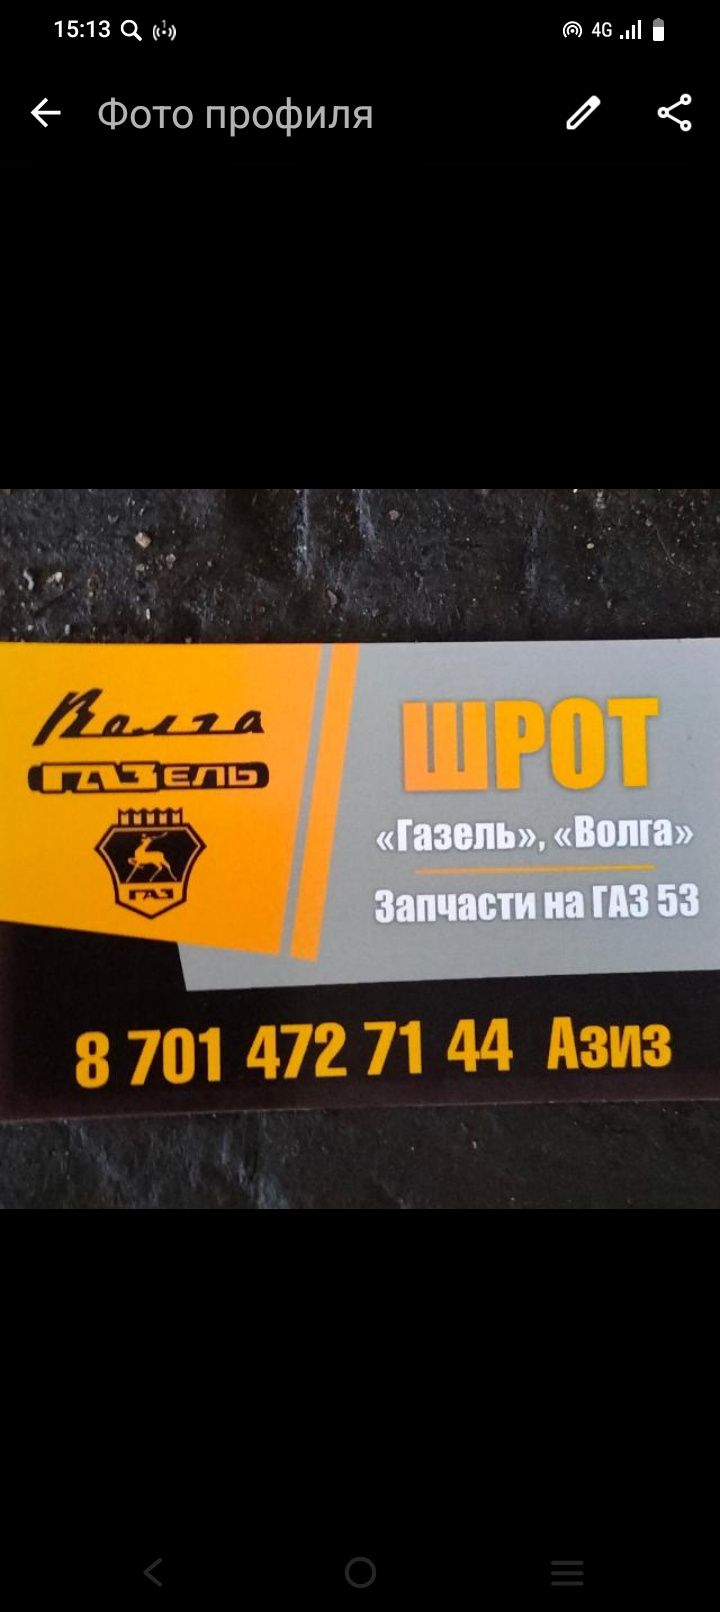 15:13
4G
Фото профиля
Волга
ГАЗЕЛЬ
ГАЗ
ШРОТ
«Газель», «Волга»
Запчасти на ГАЗ 53
8 701 472 71 44 Азиз